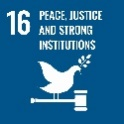 16 PEACE, JUSTICE
AND STRONG
INSTITUTIONS